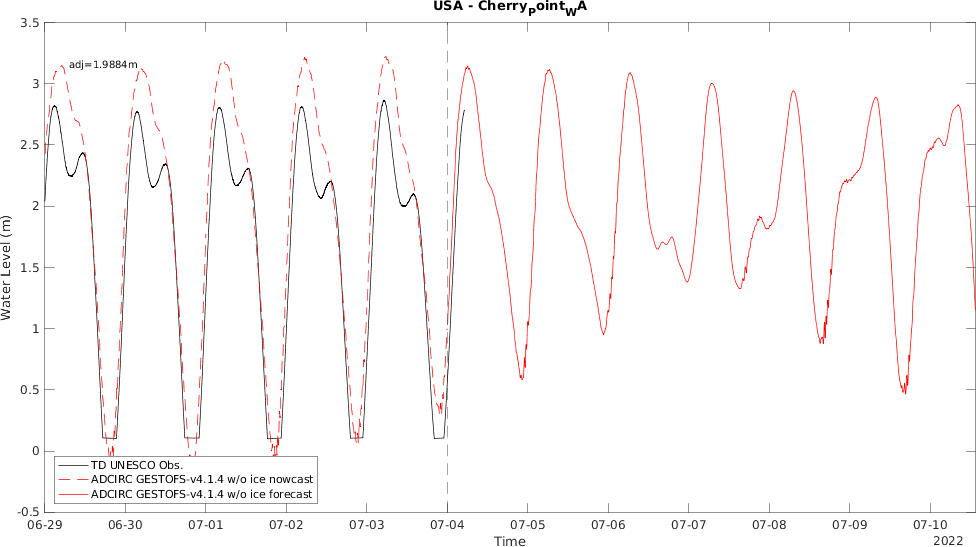 USA - CherryPointWA
3.5
3
2.5
2
1.5
1
0.5
0
-0.5
Water Level (m)
adj=1.9884m
TD UNESCO Obs.
ADCIRC GESTOFS-v4.1.4 w/o ice nowcast
ADCIRC GESTOFS-v4.1.4 w/o ice forecast
06-29 06-30 07-01 07-02 07-03 07-04 07-05 07-06 07-07 07-08 07-09 07-10
Time
2022